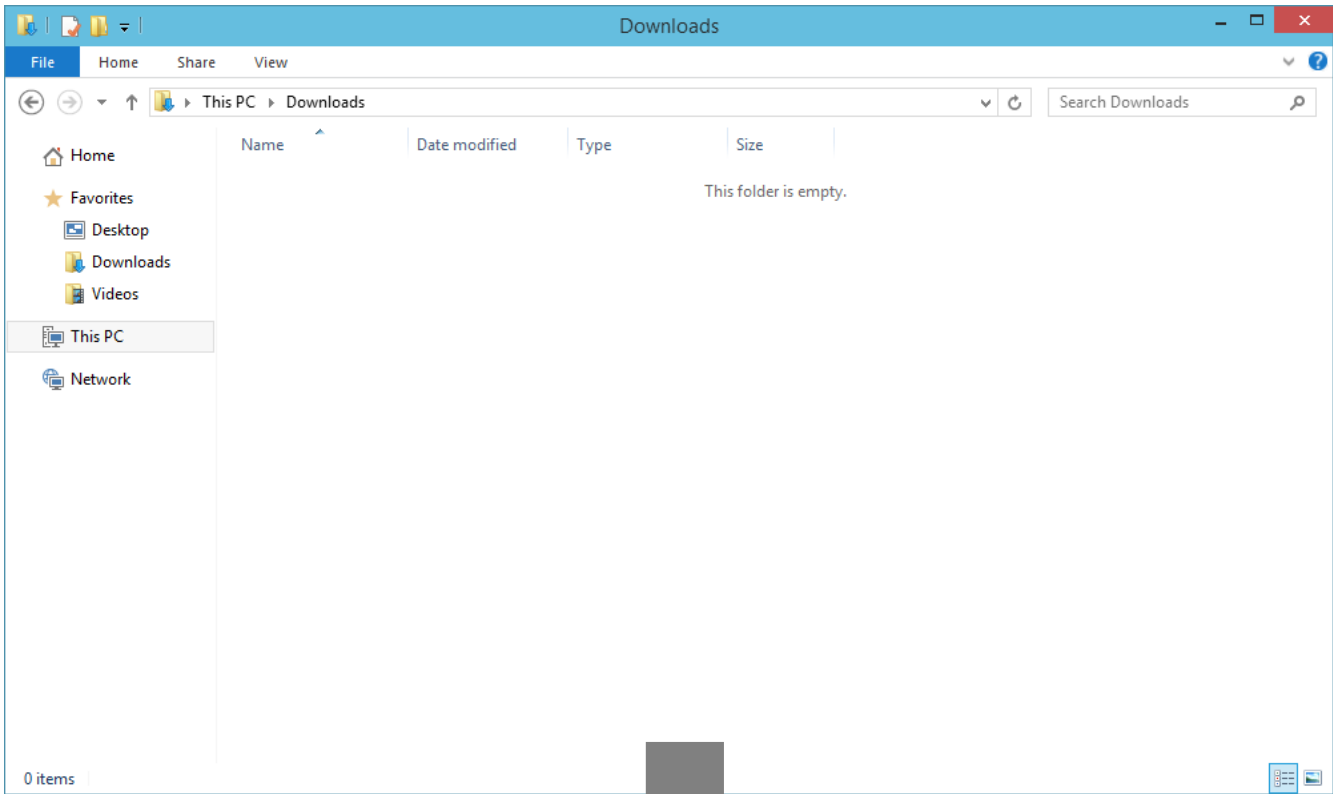 Downloads
File Home Share View
This PC Downloads Search Downloads
Home
Favorites
Desktop
Downloads
Videos
This PC
Network
Name Date modified Type Size
This folder is empty.
0 items